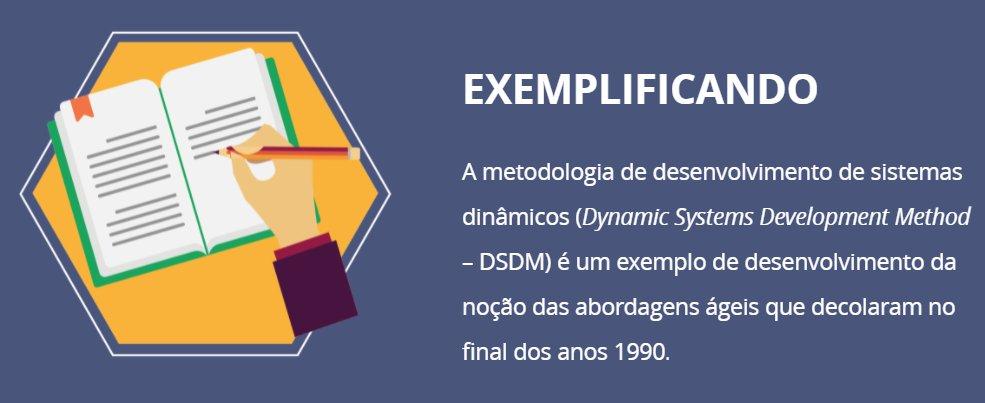 EXEMPLIFICANDO
A metodologia de desenvolvimento de sistemas
dinâmicos (Dynamic Systems Development Method
– DSDM) é um exemplo de desenvolvimento da
noção das abordagens ágeis que decolaram no
final dos anos 1990.